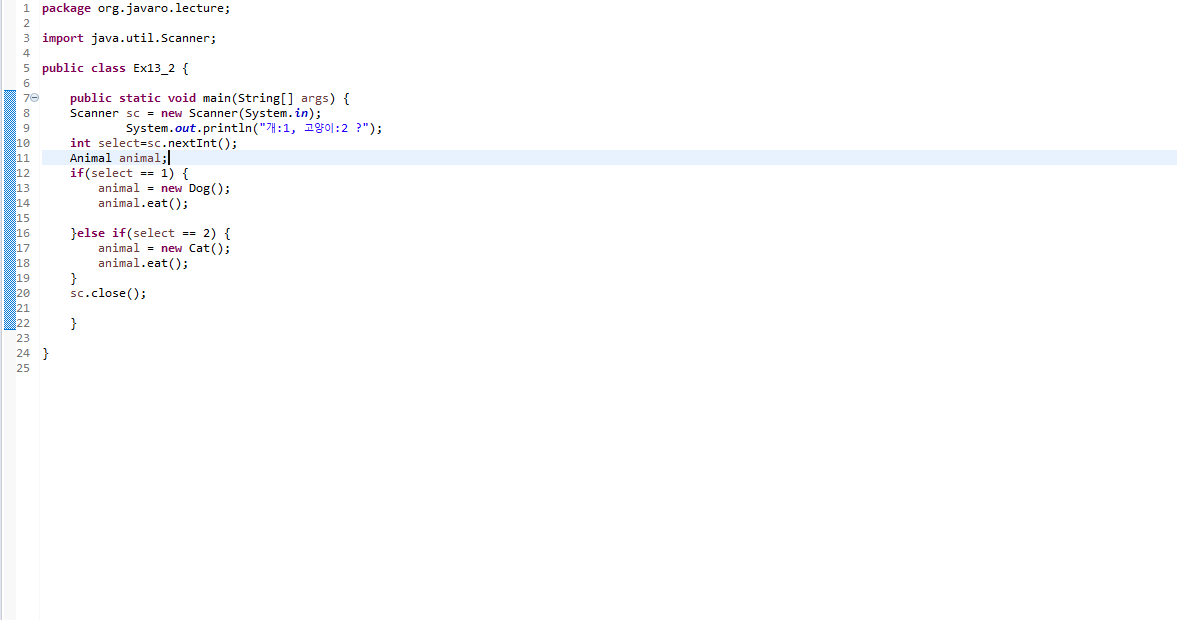 1 package org.javaro.lecture;
2
3 import java.util.Scanner;
4
5 public class Ex13_2 {
6
7 public static void main(String[] args) {
8 Scanner sc = new Scanner(System.in);
9 System.out.println("개:1, 고양이:2 ?");
10 int select=sc.nextInt();
11 Animal animal;
12 if(select == 1) {
13 animal = new Dog();
14 animal.eat();
15
16 }else if(select == 2) {
17 animal = new Cat();
18 animal.eat();
19 }
20 sc.close();
21
22 }
23
24 }
25